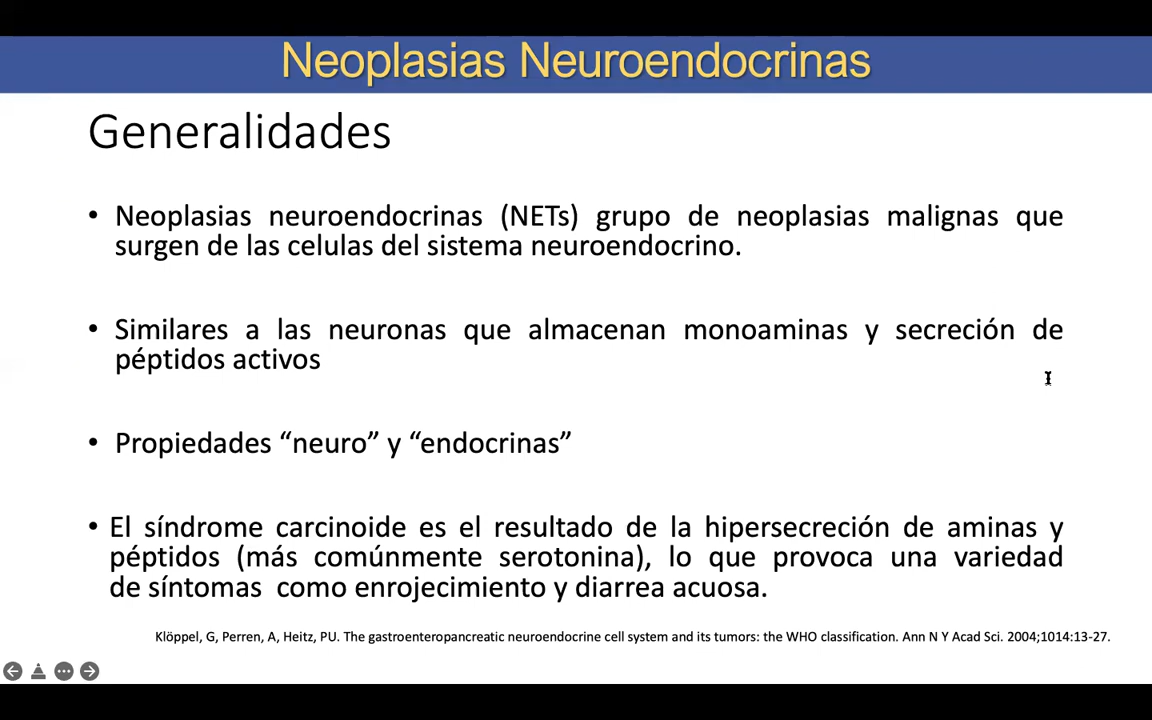 Neoplasias Neuroendocrinas
Generalidades
• Neoplasias neuroendocrinas (NETs) grupo de neoplasias malignas que
surgen de las celulas del sistema neuroendocrino.
• Similares a las neuronas que almacenan monoaminas y secreción de
péptidos activos
• Propiedades “neuro” y “endocrinas”
• El síndrome carcinoide es el resultado de la hipersecreción de aminas y
péptidos (más comúnmente serotonina), lo que provoca una variedad
de síntomas como enrojecimiento y diarrea acuosa.
Klöppel, G, Perren, A, Heitz, PU. The gastroenteropancreatic neuroendocrine cell system and its tumors: the WHO classification. Ann N Y Acad Sci. 2004;1014:13-27.